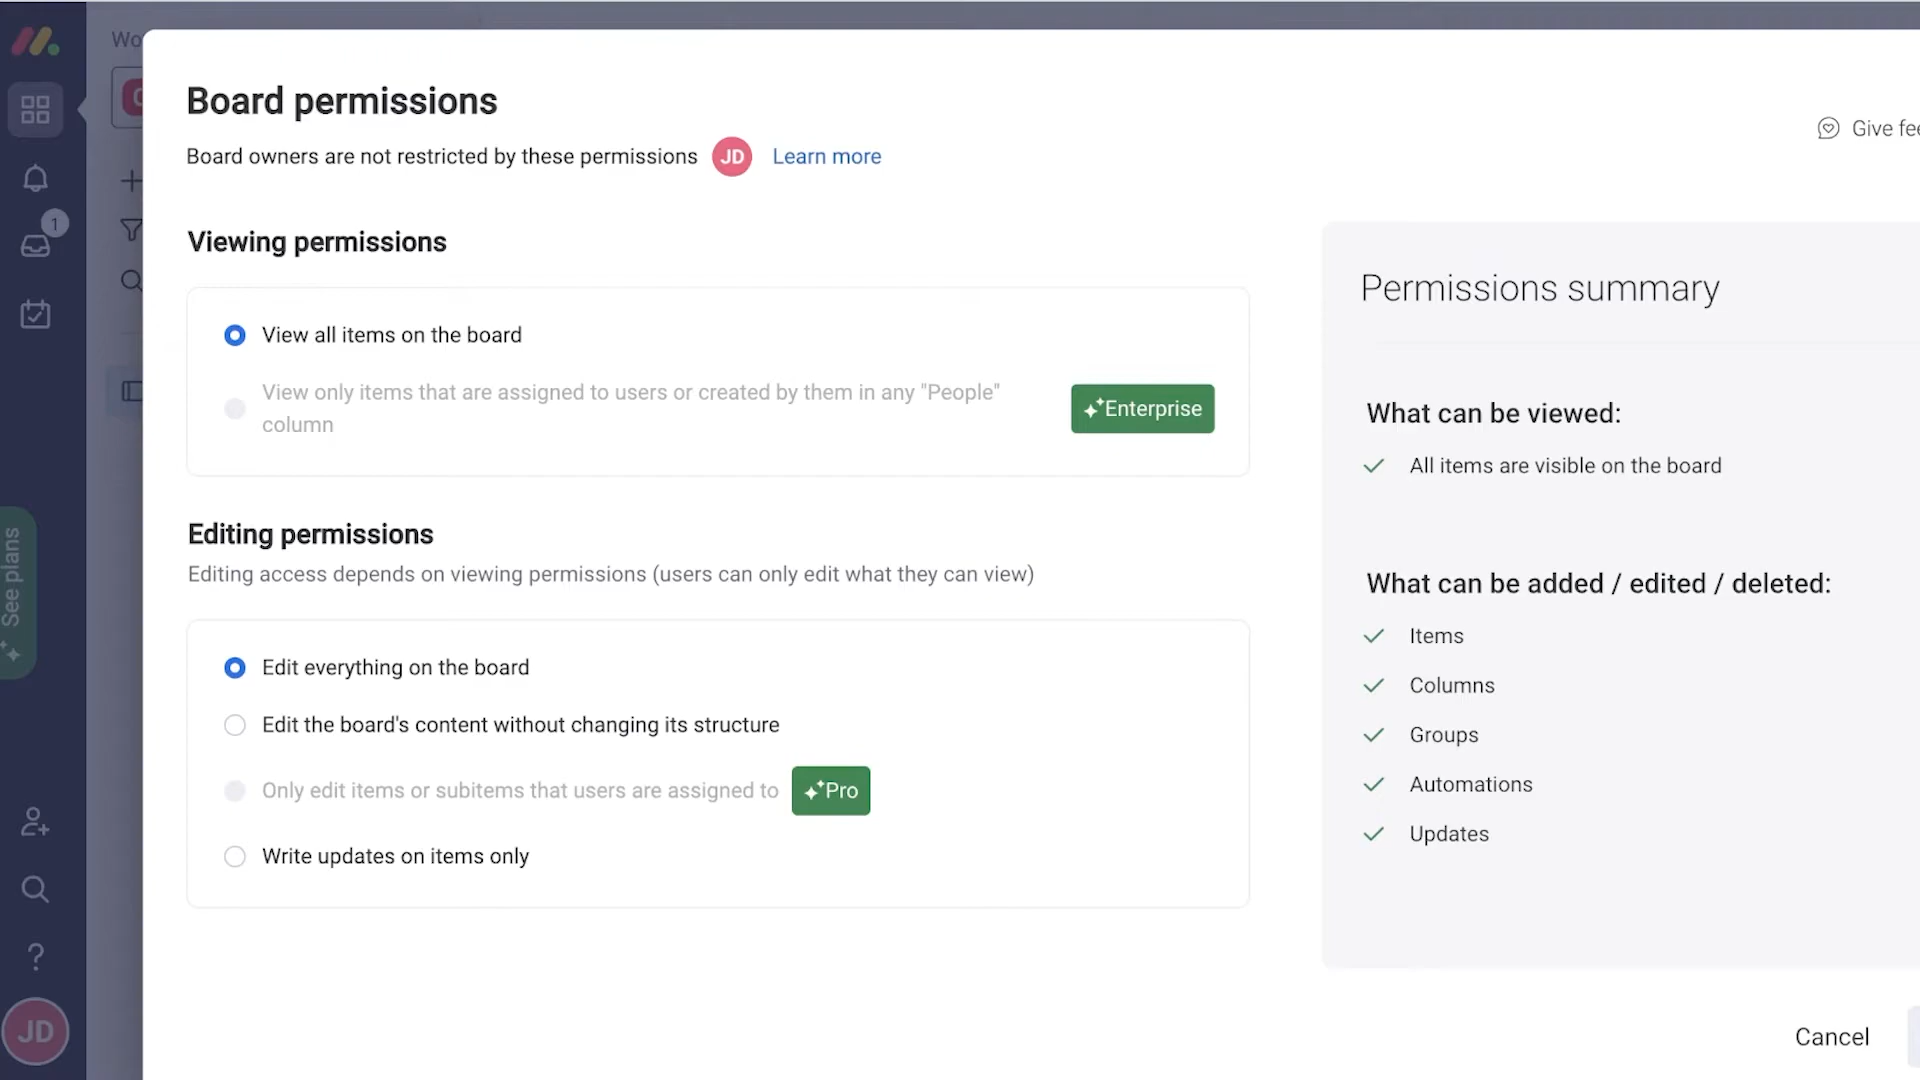 Wo
Board permissions
Board owners are not restricted by these permissions JD Learn more
Give fee
Viewing permissions
View all items on the board
View only items that are assigned to users or created by them in any "People"
column
Enterprise
Editing permissions
Editing access depends on viewing permissions (users can only edit what they can view)
Edit everything on the board
Edit the board's content without changing its structure
Only edit items or subitems that users are assigned to Pro
Write updates on items only
Permissions summary
What can be viewed:
All items are visible on the board
What can be added / edited / deleted:
Items
Columns
Groups
Automations
Updates
Cancel
1
See plans
JD